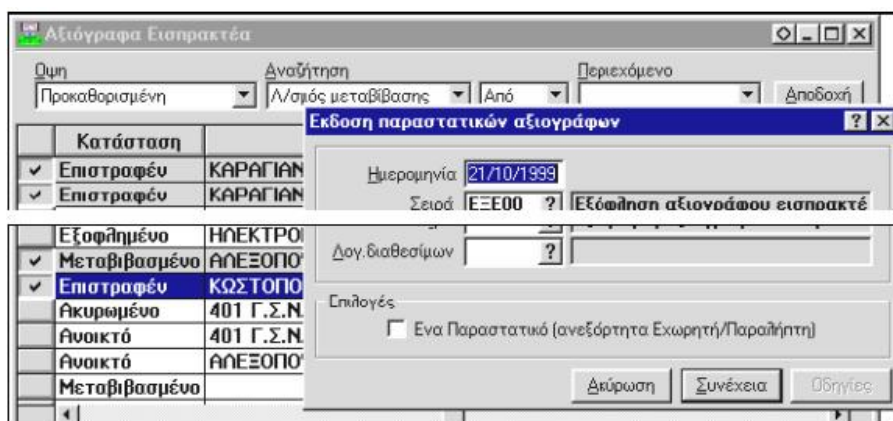 Αξιόγραφα Εισπρακτέα
Οψη Αναζήτηση Περιεχόμενο
Προκαθορισμένη Λ/σμός μεταβίβασης Από Αποδοχή
Εκδοση παραστατικών αξιογράφων
Κατάσταση
Επιστραφέν ΚΑΡΑΓΙΑΝ
Ημερομηνία 21/10/1999
Επιστραφέν ΚΑΡΑΓΙΑΝ
Σειρά ΕΞΕ00 ? Εξόφληση αξιογράφου εισπρακτέ
Εξοφλημένο ΗΛΕΚΤΡΟ
Μεταβιβασμένο ΑΛΕΞΟΠΟ
Λογ.διαθεσίμων ?
Επιστραφέν ΚΩΣΤΟΠΟ
Επιλογές
Ακυρωμένο 401 Γ.Σ.Ν.
Ανοικτό 401 Γ.Σ.Ν.
Ενα Παραστατικό (ανεξάρτητα Εχωρητή/Παραλήπτη)
Ανοικτό ΑΛΕΞΟΠΟ
Μεταβιβασμένο
Ακύρωση Συνέχεια Οδηγίες